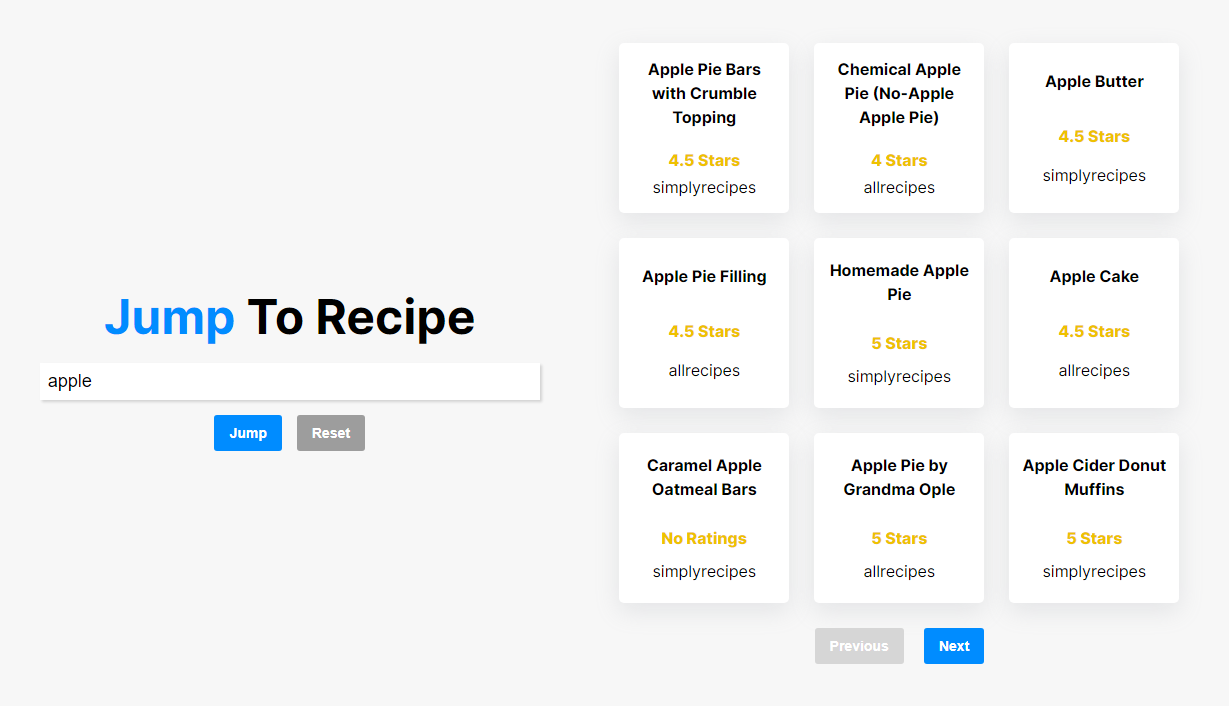 Jump To Recipe
apple
Jump
Reset
Apple Pie Bars
with Crumble
Topping
4.5 Stars
simplyrecipes
Chemical Apple
Pie (No-Apple
Apple Pie)
4 Stars
allrecipes
Apple Butter
4.5 Stars
simplyrecipes
Apple Pie Filling
4.5 Stars
allrecipes
Homemade Apple
Pie
5 Stars
simplyrecipes
Apple Cake
4.5 Stars
allrecipes
Caramel Apple
Oatmeal Bars
No Ratings
simplyrecipes
Apple Pie by
Grandma Ople
5 Stars
allrecipes
Apple Cider Donut
Muffins
5 Stars
simplyrecipes
Previous
Next